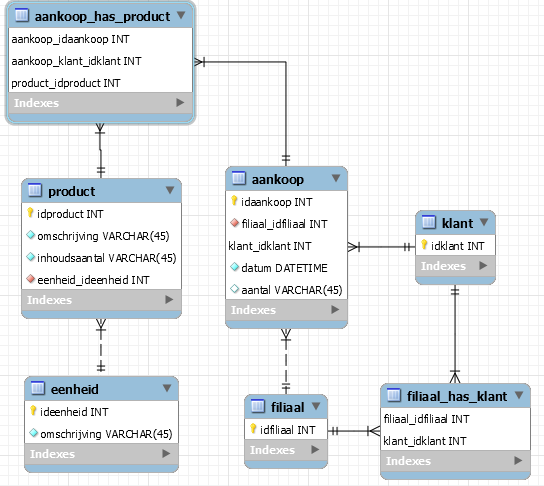 aankoop_has_product
aankoop_idaankoop INT
aankoop_klant_idklant INT
product_idproduct INT
Indexes
product
idproduct INT
omschrijving VARCHAR(45)
inhoudsaantal VARCHAR(45)
eenheid_ideenheid INT
Indexes
aankoop
idaankoop INT
filiaal_idfiliaal INT
klant_idklant INT
datum DATETIME
aantal VARCHAR(45)
Indexes
klant
idklant INT
Indexes
eenheid
ideenheid INT
omschrijving VARCHAR(45)
Indexes
filiaal
idfiliaal INT
Indexes
filiaal_has_klant
filiaal_idfiliaal INT
klant_idklant INT
Indexes